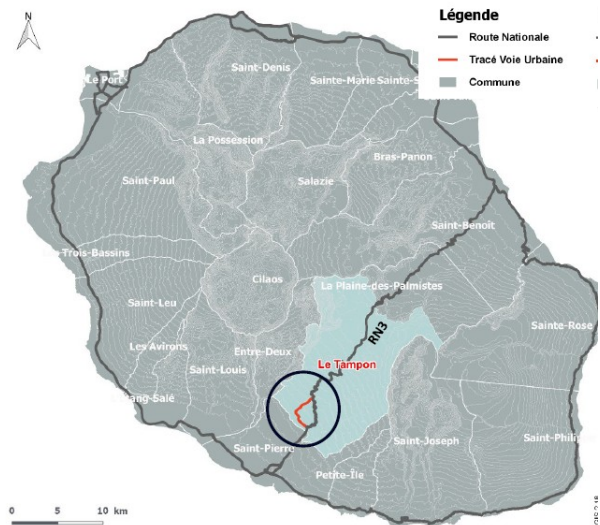 N
Légende
Route Nationale
Tracé Voie Urbaine
Commune
Saint-Denis
Sainte-Marie
Le Port
La Possession
Bras-Panon
Saint-Paul
Salazie
Saint-Benoît
Trois-Bassins
Cilaos
La Plaine-des-Palmistes
Saint-Leu
Sainte-Rose
RN3
Les Avirons
Entre-Deux
Le Tampon
Saint-Louis
Saint-Joseph
Saint-Pierre
Petite-Île
0 5 10 km